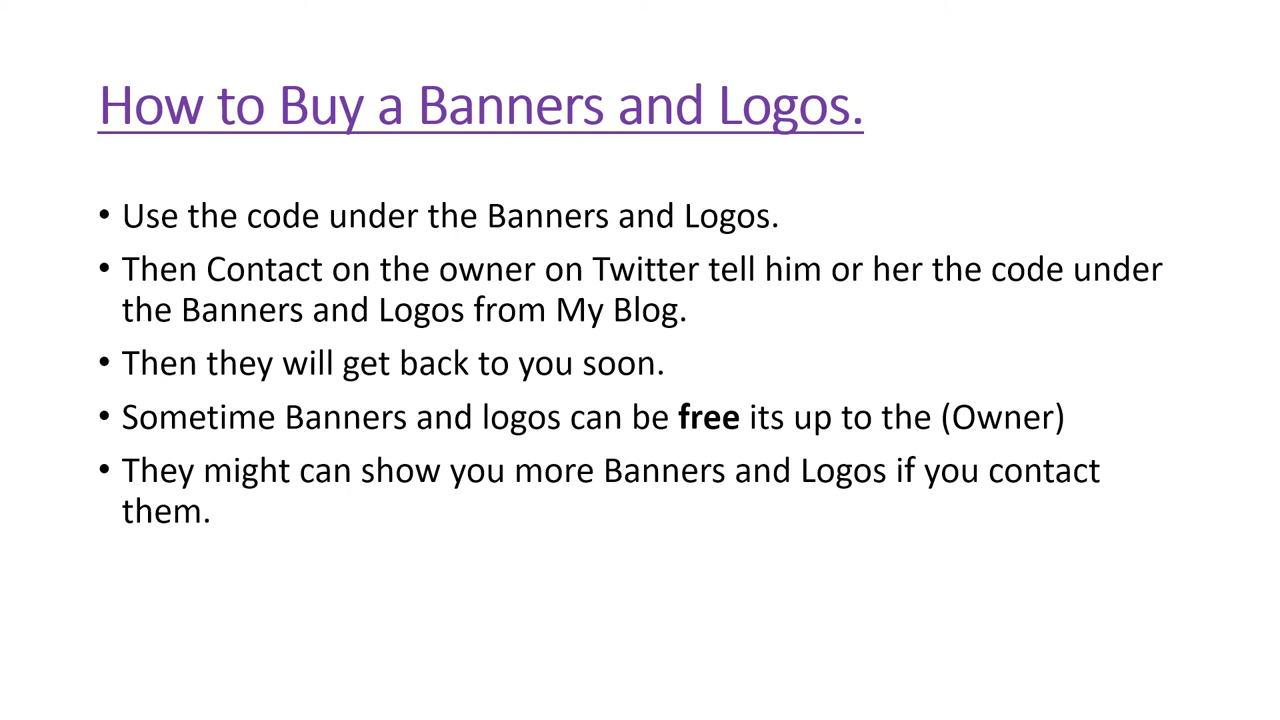 How to Buy a Banners and Logos.
• Use the code under the Banners and Logos.
• Then Contact on the owner on Twitter tell him or her the code under
the Banners and Logos from My Blog.
• Then they will get back to you soon.
• Sometime Banners and logos can be free its up to the (Owner)
• They might can show you more Banners and Logos if you contact
them.